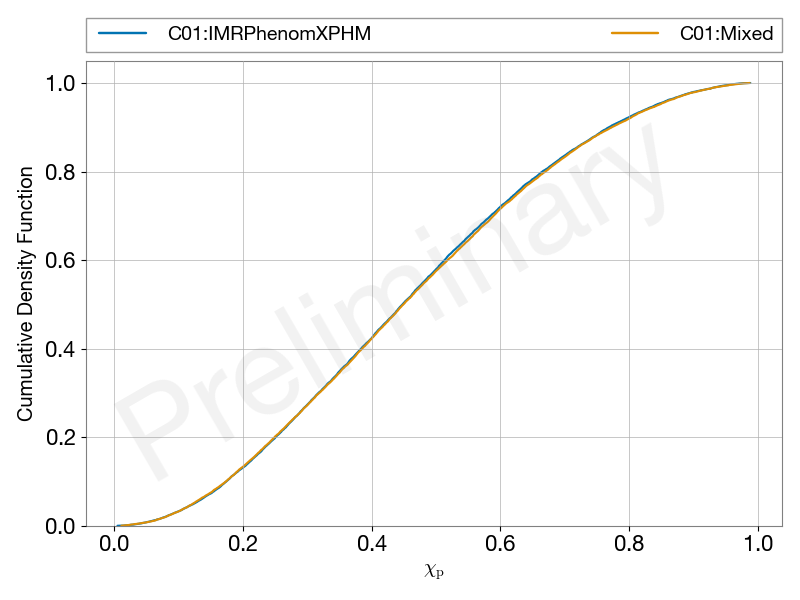 C01:IMRPhenomXPHM C01:Mixed
1.0
0.8
0.6
0.4
0.2
0.0
Cumulative Density Function
Preliminary
0.0 0.2 0.4 0.6 0.8 1.0
χp